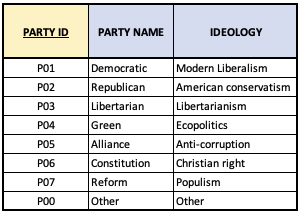 PARTY ID PARTY NAME IDEOLOGY
P01 Democratic Modern Liberalism
P02 Republican American conservatism
P03 Libertarian Libertarianism
P04 Green Ecopolitics
P05 Alliance Anti-corruption
P06 Constitution Christian right
P07 Reform Populism
P00 Other Other